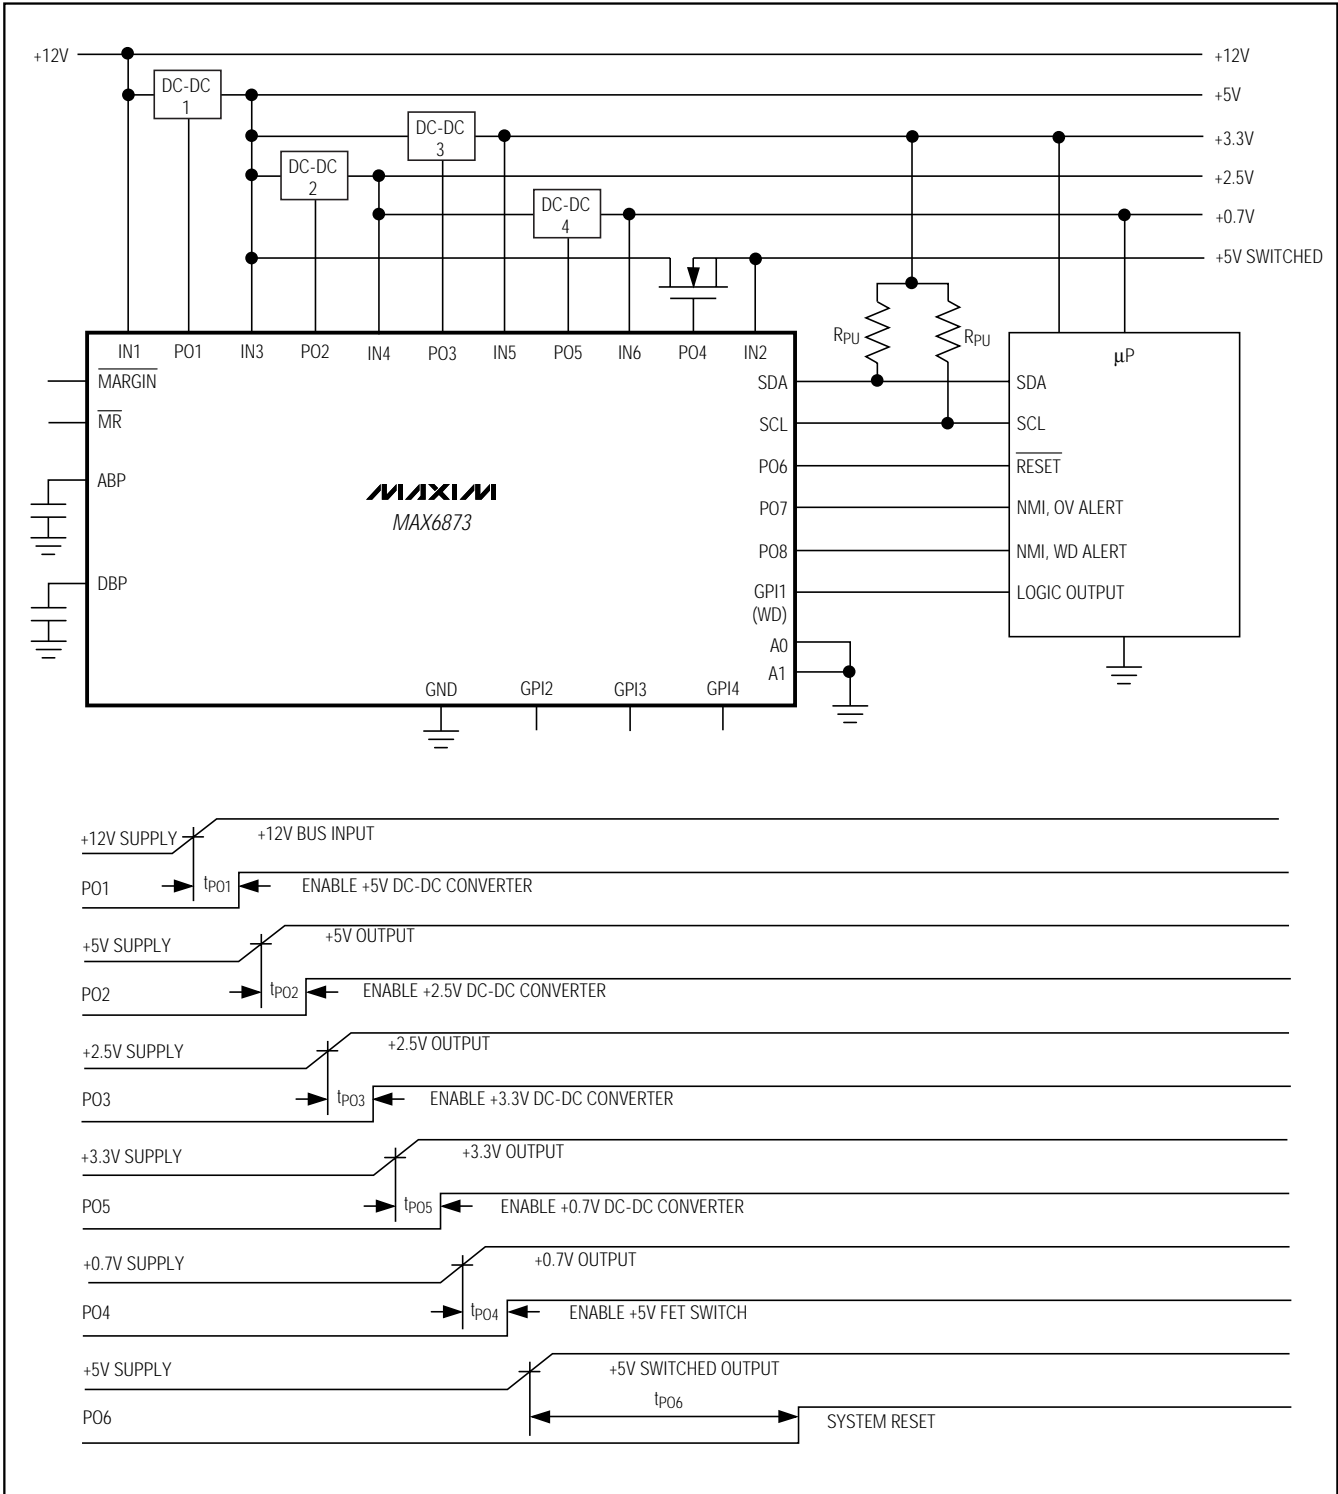 +12V
+12V
DC-DC
1
+5V
DC-DC
3
+3.3V
DC-DC
2
+2.5V
DC-DC
4
+0.7V
+5V SWITCHED
RPU
RPU
IN1 PO1 IN3 PO2 IN4 PO3 IN5 PO5 IN6 PO4 IN2
μP
MARGIN
SDA
SDA
MR
SCL
SCL
PO6
RESET
ABP
MAXIM
MAX6873
PO7
NMI, OV ALERT
PO8
NMI, WD ALERT
DBP
GPI1
(WD)
LOGIC OUTPUT
A0
A1
GND GPI2 GPI3 GPI4
+12V SUPPLY
+12V BUS INPUT
PO1
tPO1
ENABLE +5V DC-DC CONVERTER
+5V SUPPLY
+5V OUTPUT
PO2
tPO2
ENABLE +2.5V DC-DC CONVERTER
+2.5V SUPPLY
+2.5V OUTPUT
PO3
tPO3
ENABLE +3.3V DC-DC CONVERTER
+3.3V SUPPLY
+3.3V OUTPUT
PO5
tPO5
ENABLE +0.7V DC-DC CONVERTER
+0.7V SUPPLY
+0.7V OUTPUT
PO4
tPO4
ENABLE +5V FET SWITCH
+5V SUPPLY
+5V SWITCHED OUTPUT
PO6
tPO6
SYSTEM RESET